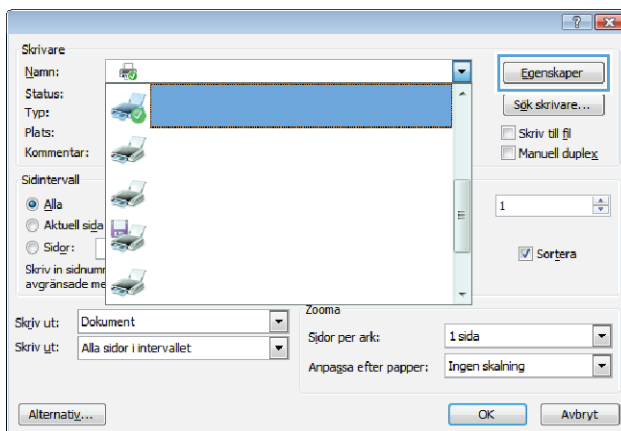 Skrivare
Namn:
Egenskaper
Status:
Sök skrivare...
Typ:
Plats:
Skriv till fil
Kommentar:
Manuell duplex
Sidintervall
Alla
1
Aktuell sida
Sidor:
Sortera
Skriv in sidnumr
avgränsade me
Skriv ut: Dokument
Skriv ut: Alla sidor i intervallet
Zooma
Sidor per ark: 1 sida
Anpassa efter papper: Ingen skalning
Alternativ...
OK
Avbryt